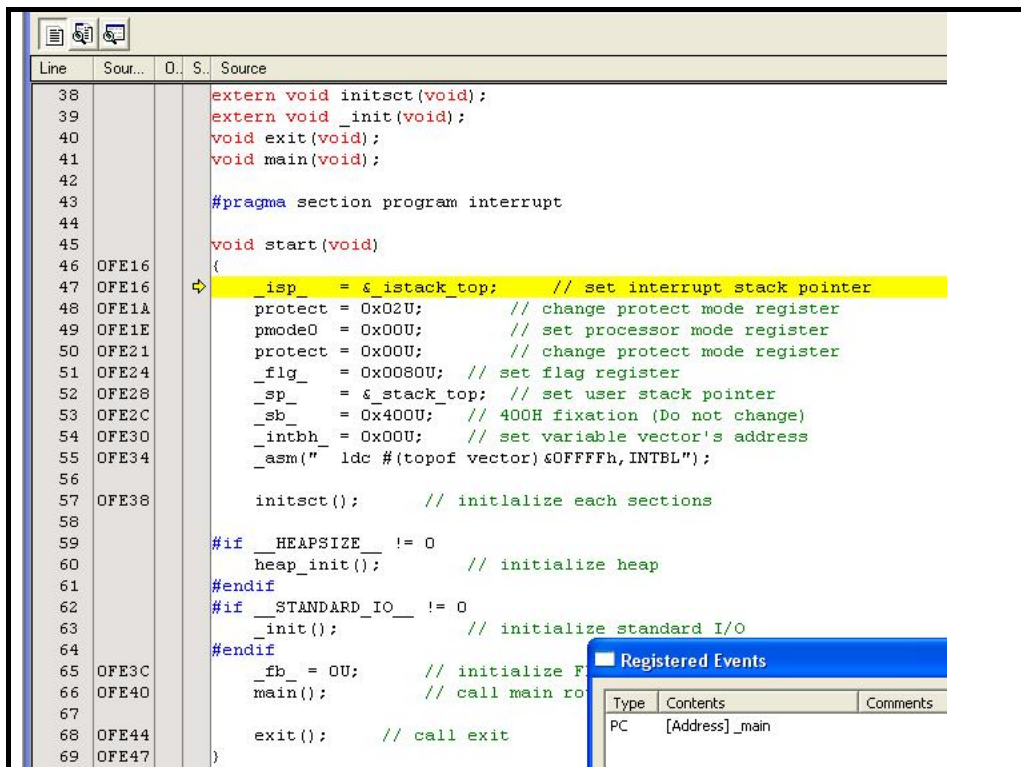 Line Sour... O.. S.. Source
38 extern void initsct(void);
39 extern void _init(void);
40 void exit(void);
41 void main(void);
42
43 #pragma section program interrupt
44
45 void start(void)
46 0FE16 {
47 0FE16 _isp_ = &_istack_top; // set interrupt stack pointer
48 0FE1A protect = 0x02U; // change protect mode register
49 0FE1E pmode0 = 0x00U; // set processor mode register
50 0FE21 protect = 0x00U; // change protect mode register
51 0FE24 _flg_ = 0x0080U; // set flag register
52 0FE28 _sp_ = &_stack_top; // set user stack pointer
53 0FE2C _sb_ = 0x400U; // 400H fixation (Do not change)
54 0FE30 _intbh_ = 0x00U; // set variable vector's address
55 0FE34 _asm(" ldc #(topof vector)&0FFFFh,INTBL");
56
57 0FE38 initsct(); // initlalize each sections
58
59 #if __HEAPSIZE__ != 0
60 heap_init(); // initialize heap
61 #endif
62 #if __STANDARD_IO__ != 0
63 _init(); // initialize standard I/O
64 #endif
65 0FE3C _fb_ = 0U; // initialize F
66 0FE40 main(); // call main ro
67
68 0FE44 exit(); // call exit
69 0FE47 }
Registered Events
Type Contents Comments
PC [Address] _main